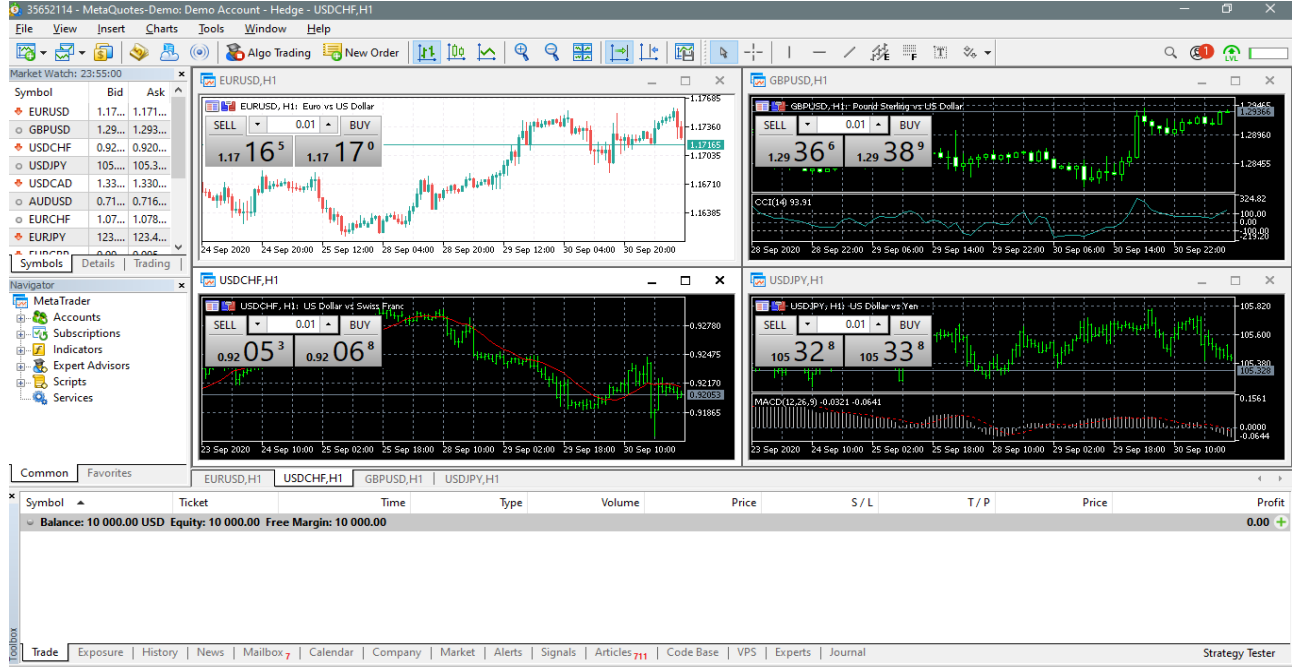 35652114 - MetaQuotes-Demo: Demo Account - Hedge - USDCHF,H1
File View Insert Charts Tools Window Help
Algo Trading New Order 1 LVL
Market Watch: 23:55:00
Symbol Bid Ask
EURUSD 1.17... 1.171...
GBPUSD 1.29... 1.293...
USDCHF 0.92... 0.920...
USDJPY 105.... 105.3...
USDCAD 1.33... 1.330...
AUDUSD 0.71... 0.716...
EURCHF 1.07... 1.078...
EURJPY 123.... 123.4...
Symbols Details Trading
Navigator
MetaTrader
Accounts
Subscriptions
Indicators
Expert Advisors
Scripts
Services
Common Favorites
EURUSD,H1
EURUSD, H1: Euro vs US Dollar
SELL 0.01 BUY
1.17 16 5 1.17 17 0
1.17685
1.17360
1.17165
1.17035
1.16710
1.16385
24 Sep 2020 24 Sep 20:00 25 Sep 12:00 28 Sep 04:00 28 Sep 20:00 29 Sep 12:00 30 Sep 04:00 30 Sep 20:00
GBPUSD,H1
GBPUSD, H1: Pound Sterling vs US Dollar
SELL 0.01 BUY
1.29 36 6 1.29 38 9
1.29465
1.29366
1.28960
1.28455
CCI(14) 93.91
324.82
100.00
0.00
-100.00
-219.20
28 Sep 2020 28 Sep 22:00 29 Sep 06:00 29 Sep 14:00 29 Sep 22:00 30 Sep 06:00 30 Sep 14:00 30 Sep 22:00
USDCHF,H1
USDCHF, H1: US Dollar vs Swiss Franc
SELL 0.01 BUY
0.92 05 3 0.92 06 8
0.92780
0.92475
0.92170
0.92053
0.91865
23 Sep 2020 24 Sep 10:00 25 Sep 02:00 25 Sep 18:00 28 Sep 10:00 29 Sep 02:00 29 Sep 18:00 30 Sep 10:00
USDJPY,H1
USDJPY, H1: US Dollar vs Yen
SELL 0.01 BUY
105 32 8 105 33 8
105.820
105.600
105.380
105.328
MACD(12,26,9) -0.0321 -0.0641
0.1561
0.0000
-0.0644
23 Sep 2020 24 Sep 10:00 25 Sep 02:00 25 Sep 18:00 28 Sep 10:00 29 Sep 02:00 29 Sep 18:00 30 Sep 10:00
EURUSD,H1 USDCHF,H1 GBPUSD,H1 USDJPY,H1
Symbol Ticket Time Type Volume Price S / L T / P Price Profit
Balance: 10 000.00 USD Equity: 10 000.00 Free Margin: 10 000.00 0.00
Toolbox
Trade Exposure History News Mailbox 7 Calendar Company Market Alerts Signals Articles 711 Code Base VPS Experts Journal Strategy Tester